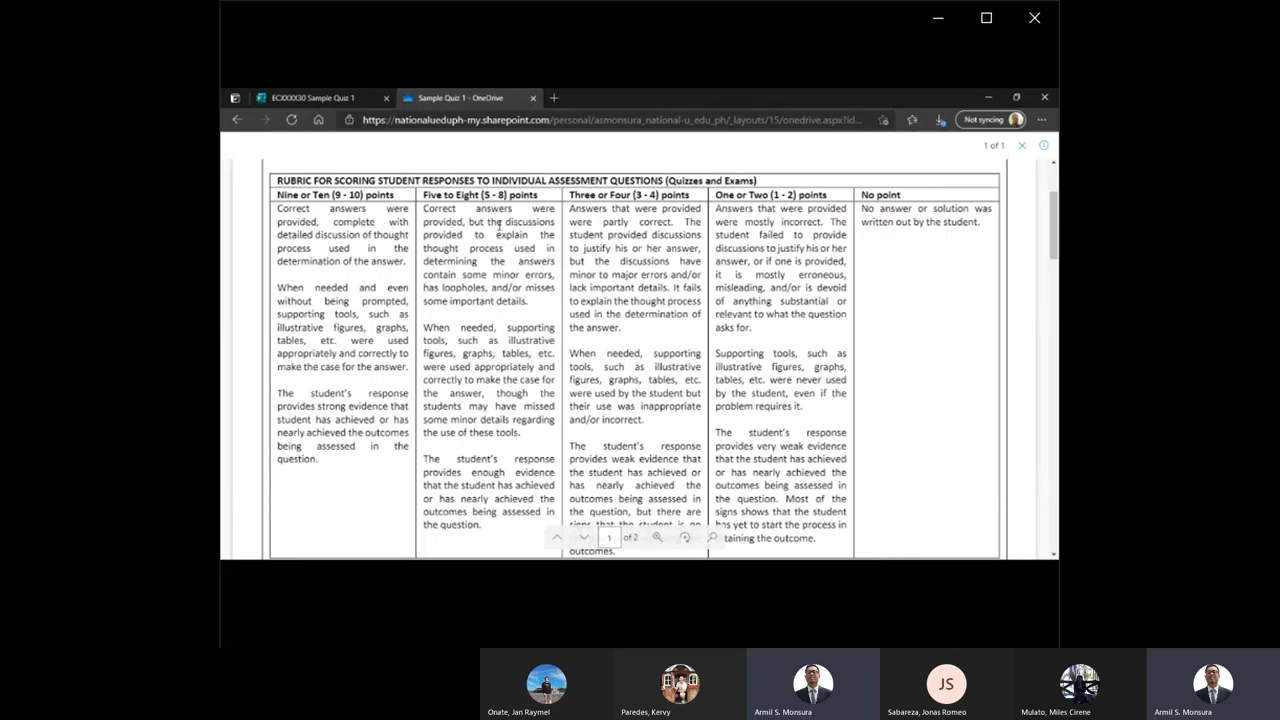 ECX000(30 Sample Quiz 1
Sample Quiz 1 - OneDrive
https://nationalueduph-my.sharepoint.com/personal/asmonsura_national-u_edu_ph/_layouts/15/onedrive.aspx?id...
Not syncing
1 of 1
RUBRIC FOR SCORING STUDENT RESPONSES TO INDIVIDUAL ASSESSMENT QUESTIONS (Quizzes and Exams)
Nine or Ten (9 - 10) points
Correct answers were
provided, complete with
detailed discussion of thought
process used in the
determination of the answer.
When needed and even
without being prompted,
supporting tools, such as
illustrative figures, graphs,
tables, etc. were used
appropriately and correctly to
make the case for the answer.
The student's response
provides strong evidence that
student has achieved or has
nearly achieved the outcomes
being assessed in the
question.
Five to Eight (5 - 8) points
Correct answers were
provided, but the discussions
provided to explain the
thought process used in
determining the answers
contain some minor errors,
has loopholes, and/or misses
some important details.
When needed, supporting
tools, such as illustrative
figures, graphs, tables, etc.
were used appropriately and
correctly to make the case for
the answer, though the
students may have missed
some minor details regarding
the use of these tools.
The student's response
provides enough evidence
that the student has achieved
or has nearly achieved the
outcomes being assessed in
the question.
Three or Four (3 - 4) points
Answers that were provided
were partly correct. The
student provided discussions
to justify his or her answer,
but the discussions have
minor to major errors and/or
lack important details. It fails
to explain the thought process
used in the determination of
the answer.
When needed, supporting
tools, such as illustrative
figures, graphs, tables, etc.
were used by the student but
their use was inappropriate
and/or incorrect.
The student's response
provides weak evidence that
the student has achieved or
has nearly achieved the
outcomes being assessed in
the question, but there are
signs that the student is on
outcomes.
One or Two (1 - 2) points
Answers that were provided
were mostly incorrect. The
student failed to provide
discussions to justify his or her
answer, or if one is provided,
it is mostly erroneous,
misleading, and/or is devoid
of anything substantial or
relevant to what the question
asks for.
Supporting tools, such as
illustrative figures, graphs,
tables, etc. were never used
by the student, even if the
problem requires it.
The student's response
provides very weak evidence
that the student has achieved
or has nearly achieved the
outcomes being assessed in
the question. Most of the
signs shows that the student
has yet to start the process in
taining the outcome.
No point
No answer or solution was
written out by the student.
1 of 2
Onate, Jan Raymel
Paredes, Kervy
Armil S. Monsura
JS
Sabareza, Jonas Romeo
Mulato, Miles Cirene
Armil S. Monsura